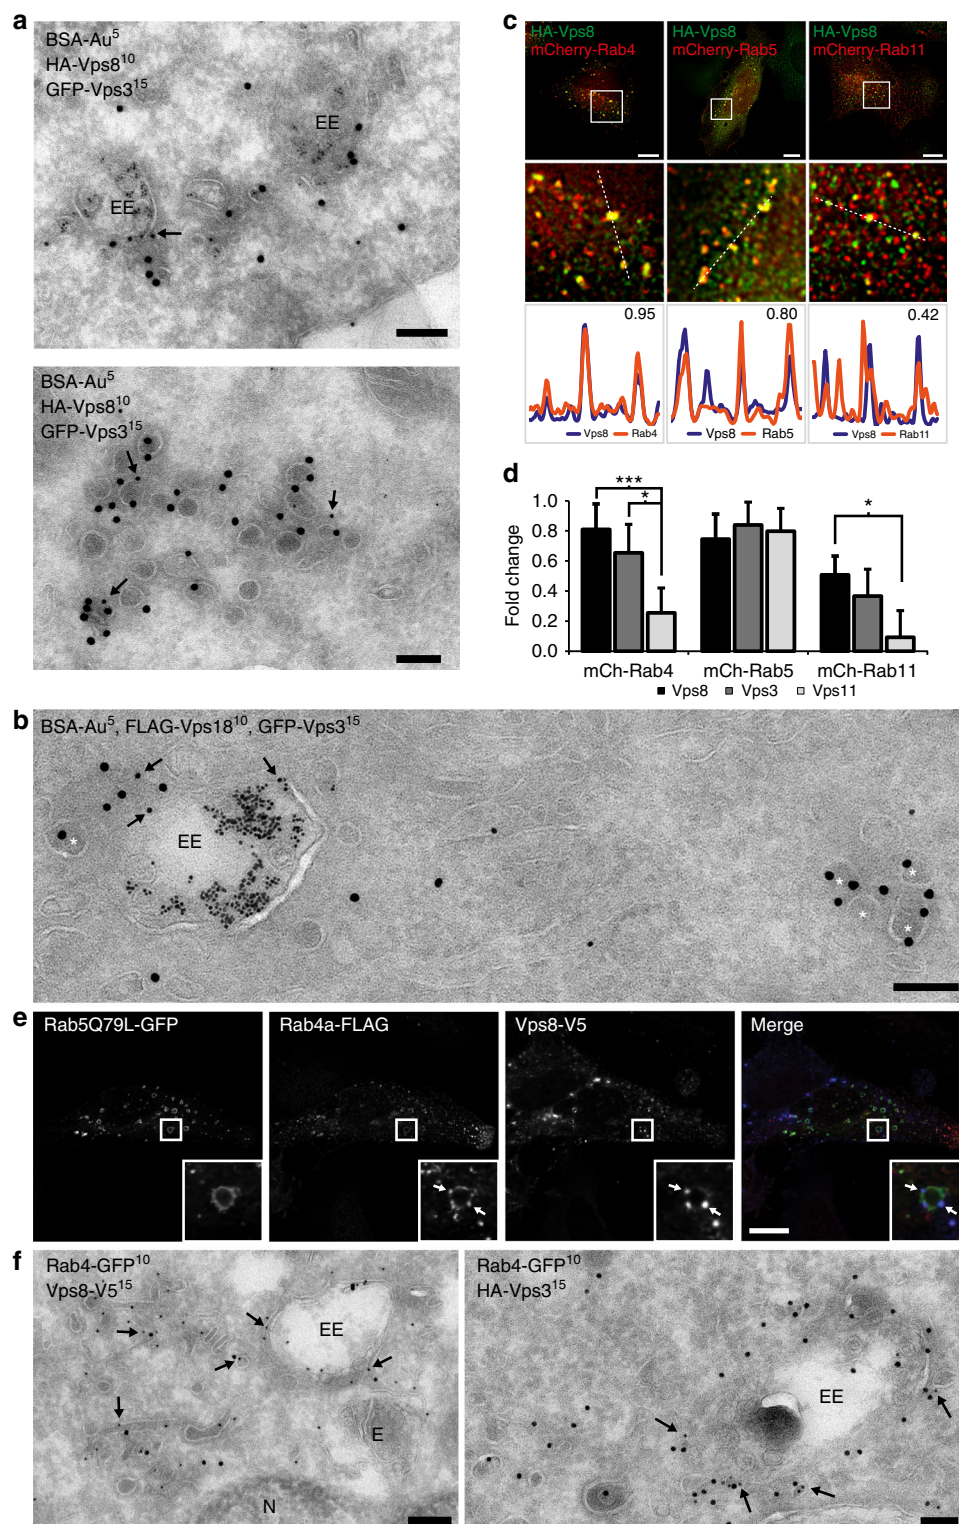 a
BSA-Au⁵
HA-Vps8¹⁰
GFP-Vps3¹⁵
EE
EE
BSA-Au⁵
HA-Vps8¹⁰
GFP-Vps3¹⁵
c
HA-Vps8
mCherry-Rab4
HA-Vps8
mCherry-Rab5
HA-Vps8
mCherry-Rab11
0.95
0.80
0.42
Vps8 Rab4
Vps8 Rab5
Vps8 Rab11
d
Fold change
1.0
0.8
0.6
0.4
0.2
0.0
***
*
*
mCh-Rab4 mCh-Rab5 mCh-Rab11
Vps8 Vps3 Vps11
b
BSA-Au⁵, FLAG-Vps18¹⁰, GFP-Vps3¹⁵
EE
*
*
*
*
*
e
Rab5Q79L-GFP
Rab4a-FLAG
Vps8-V5
Merge
f
Rab4-GFP¹⁰
Vps8-V5¹⁵
EE
E
N
Rab4-GFP¹⁰
HA-Vps3¹⁵
EE